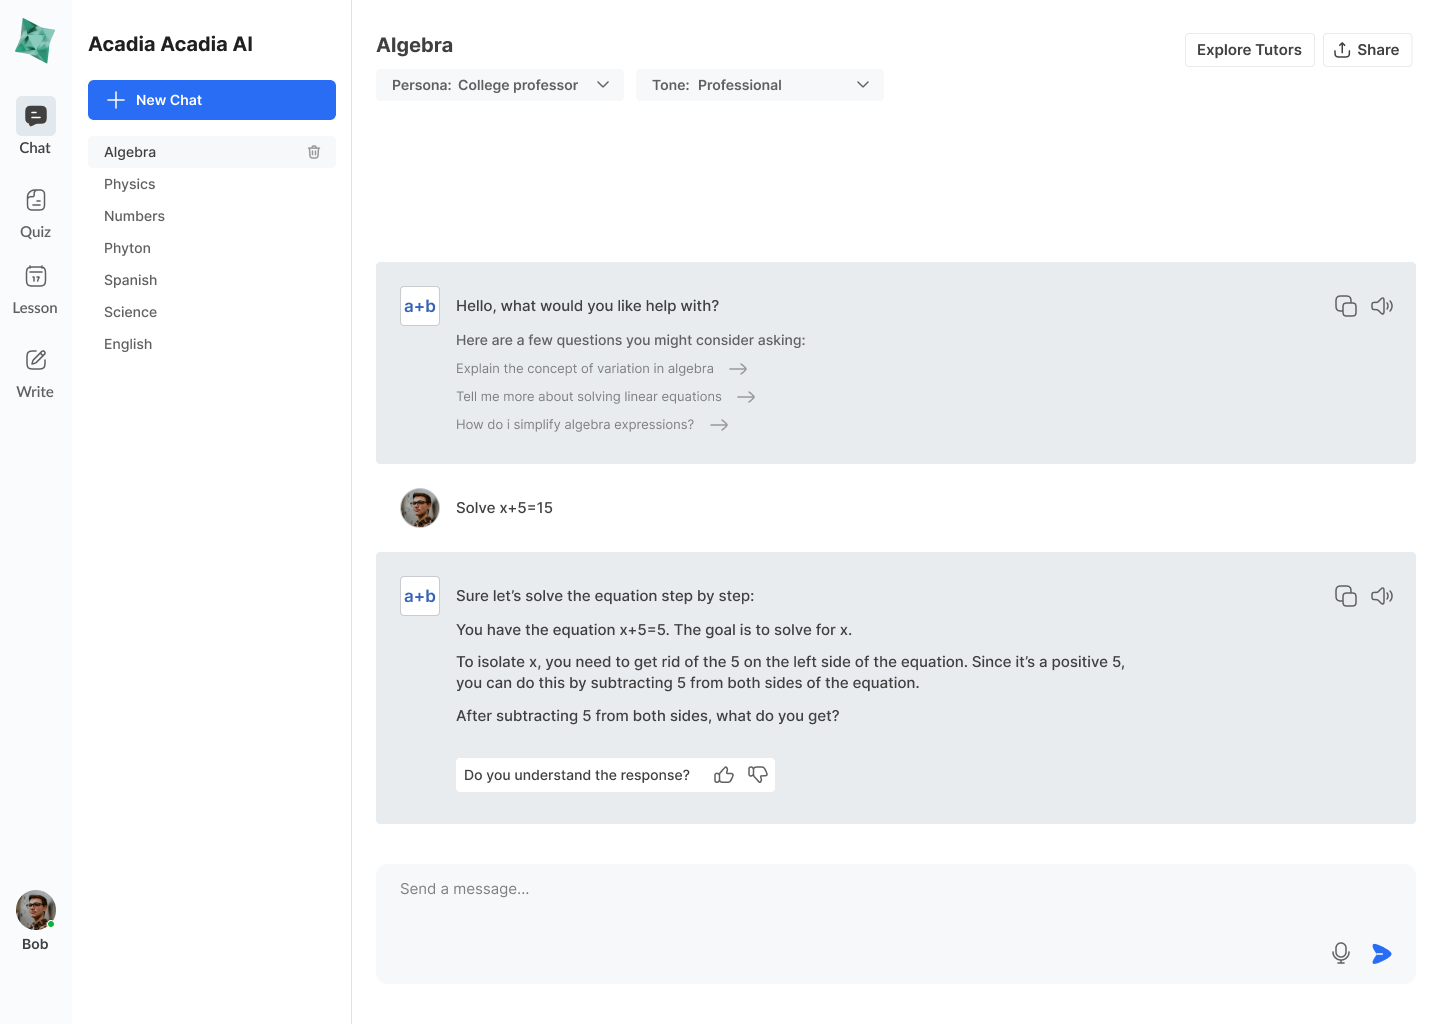 Acadia Acadia AI
New Chat
Algebra
Physics
Numbers
Phyton
Spanish
Science
English
Chat
Quiz
17
Lesson
Write
Bob
Algebra
Persona: College professor
Tone: Professional
Explore Tutors
Share
a+b
Hello, what would you like help with?
Here are a few questions you might consider asking:
Explain the concept of variation in algebra
Tell me more about solving linear equations
How do i simplify algebra expressions?
Solve x+5=15
a+b
Sure let’s solve the equation step by step:
You have the equation x+5=5. The goal is to solve for x.
To isolate x, you need to get rid of the 5 on the left side of the equation. Since it’s a positive 5,
you can do this by subtracting 5 from both sides of the equation.
After subtracting 5 from both sides, what do you get?
Do you understand the response?
Send a message...